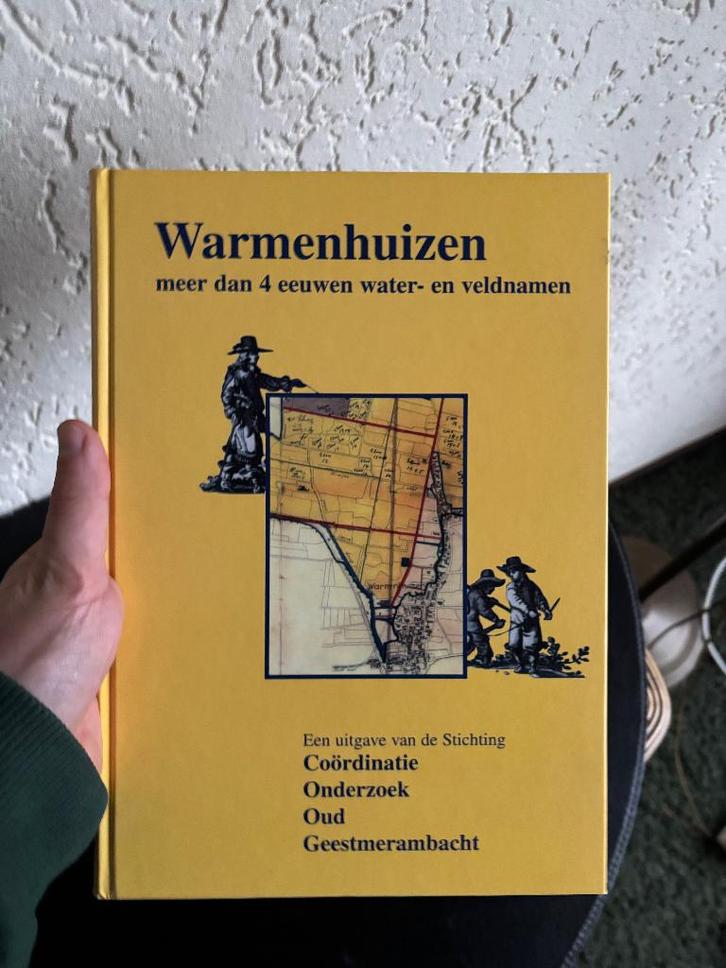 Warmenhuizen
meer dan 4 eeuwen water- en veldnamen
Een uitgave van de Stichting
Coördinatie
Onderzoek
Oud
Geestmerambacht